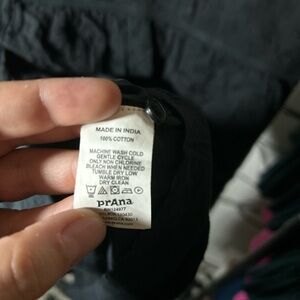 MADE IN INDIA
100% COTTON
MACHINE WASH COLD
GENTLE CYCLE
ONLY NON CHLORINE
BLEACH WHEN NEEDED
TUMBLE DRY LOW
WARM IRON
DRY CLEAN
prAna